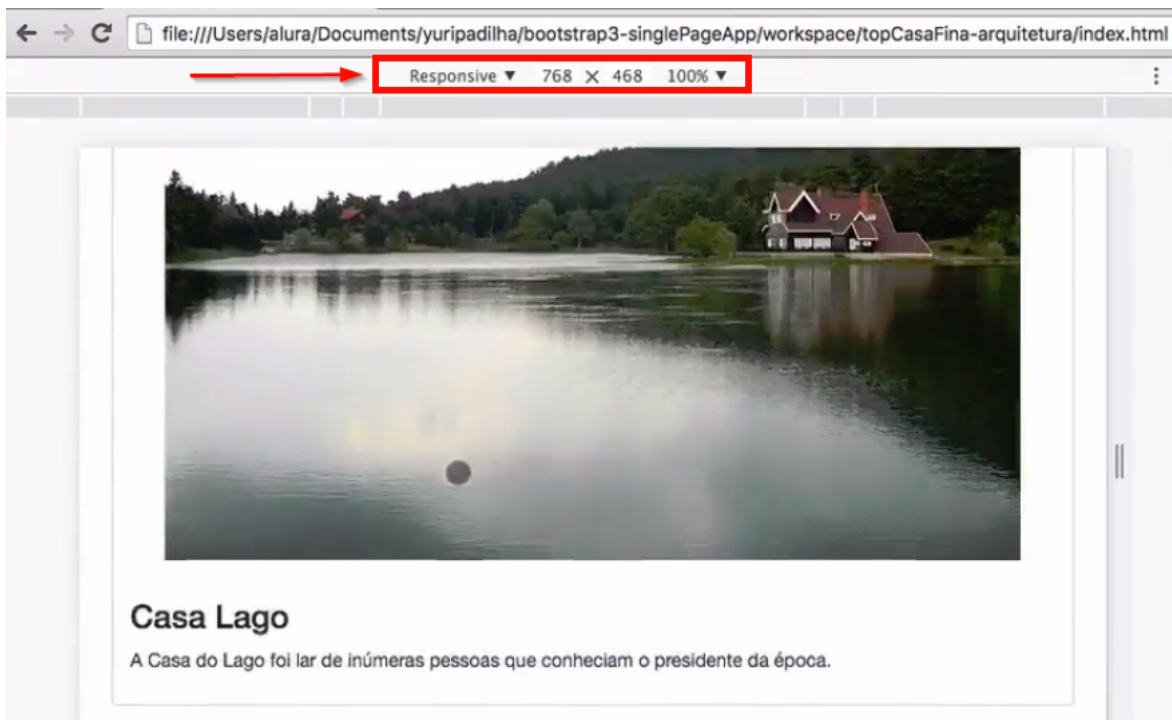 file:///Users/alura/Documents/yuripadilha/bootstrap3-singlePageApp/workspace/topCasaFina-arquitetura/index.html
Responsive ▼ 768 × 468 100% ▼
Casa Lago
A Casa do Lago foi lar de inúmeras pessoas que conheciam o presidente da época.